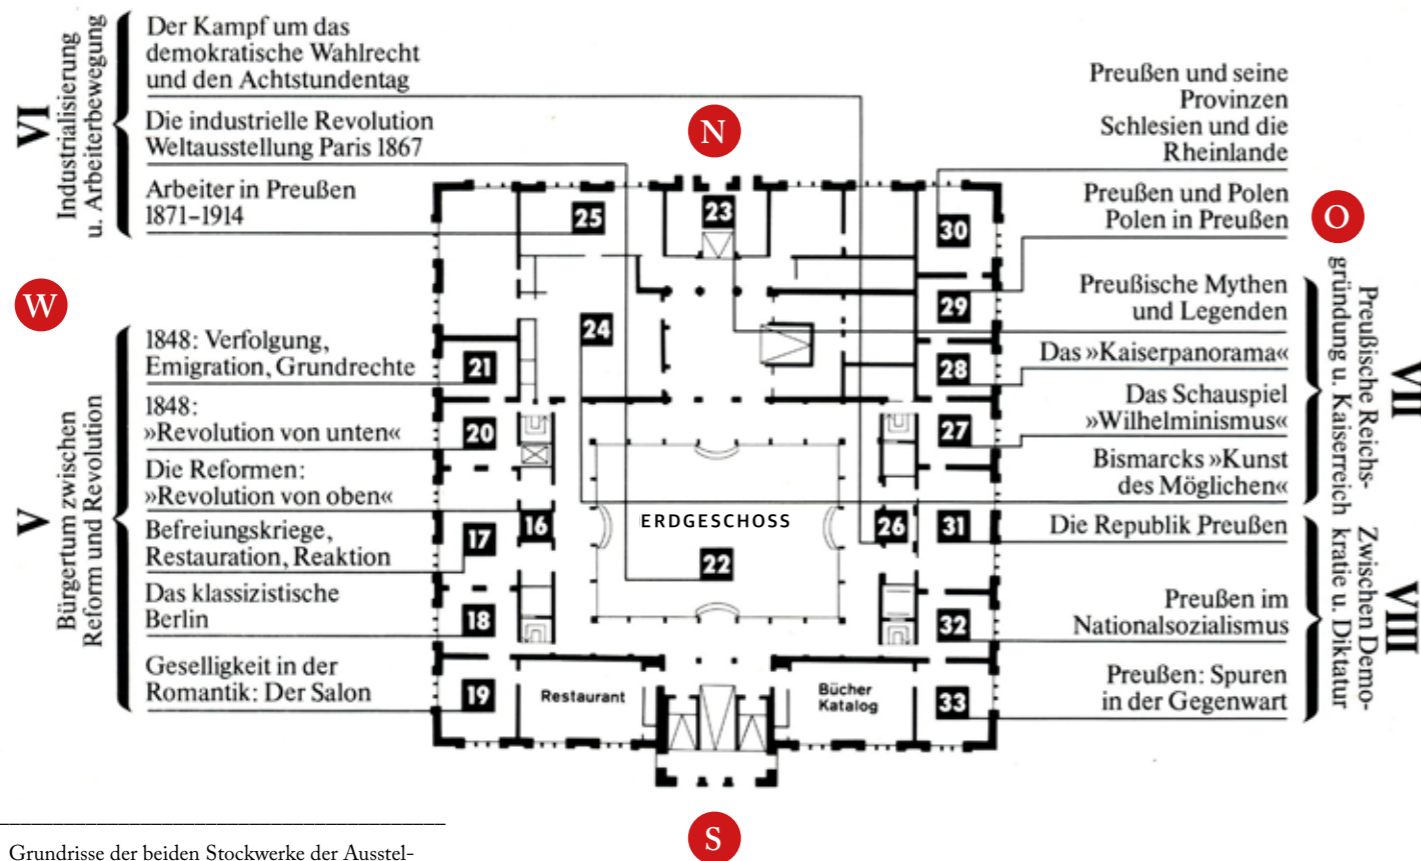 VI
Industrialisierung
u. Arbeiterbewegung
Der Kampf um das
demokratische Wahlrecht
und den Achtstundentag
Die industrielle Revolution
Weltausstellung Paris 1867
Arbeiter in Preußen
1871–1914
W
V
Bürgertum zwischen
Reform und Revolution
1848: Verfolgung,
Emigration, Grundrechte
1848:
»Revolution von unten«
Die Reformen:
»Revolution von oben«
Befreiungskriege,
Restauration, Reaktion
Das klassizistische
Berlin
Geselligkeit in der
Romantik: Der Salon
N
25
23
30
29
24
28
21
27
20
16
ERDGESCHOSS
26
31
17
22
18
32
19
Restaurant
Bücher
Katalog
33
S
Preußen und seine
Provinzen
Schlesien und die
Rheinlande
Preußen und Polen
Polen in Preußen
O
Preußische Mythen
und Legenden
Das »Kaiserpanorama«
Das Schauspiel
»Wilhelminismus«
Bismarcks »Kunst
des Möglichen«
VII
Preußische Reichs-
gründung u. Kaiserreich
Die Republik Preußen
Preußen im
Nationalsozialismus
Preußen: Spuren
in der Gegenwart
VIII
Zwischen Demo-
kratie u. Diktatur
Grundrisse der beiden Stockwerke der Ausstel-